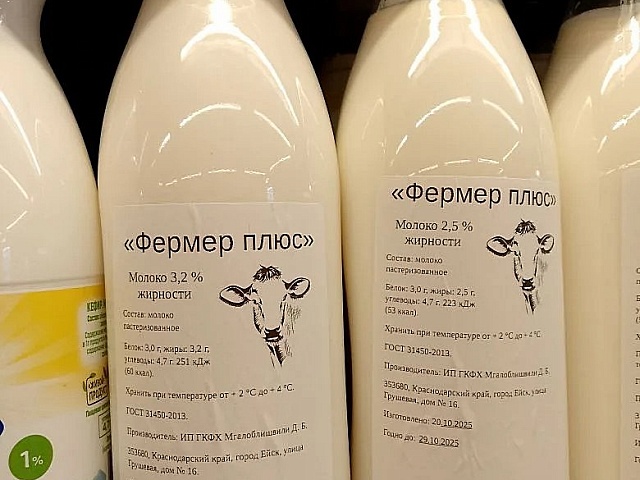 «Фермер плюс»
Молоко 3,2 %
жирности
Состав: молоко
пастеризованное
Белок: 3,0 г, жиры: 3,2 г,
углеводы: 4,7 г. 251 кДж
(60 ккал).
Хранить при температуре от + 2 °C до + 4 °C.
ГОСТ 31450-2013.
Производитель: ИП ГКФХ Мгалоблишвили Д. Б.
353680, Краснодарский край, город Ейск, улица
Грушевая, дом № 16.
«Фермер плюс»
Молоко 2,5 %
жирности
Состав: молоко
пастеризованное
Белок: 3,0 г, жиры: 2,5 г,
углеводы: 4,7 г. 223 кДж
(53 ккал).
Хранить при температуре от + 2 °C до + 4 °C.
ГОСТ 31450-2013.
Производитель: ИП ГКФХ Мгалоблишвили Д. Б.
353680, Краснодарский край, город Ейск, улица
Грушевая, дом № 16.
Изготовлено: 20.10.2025
Годно до: 29.10.2025
1%